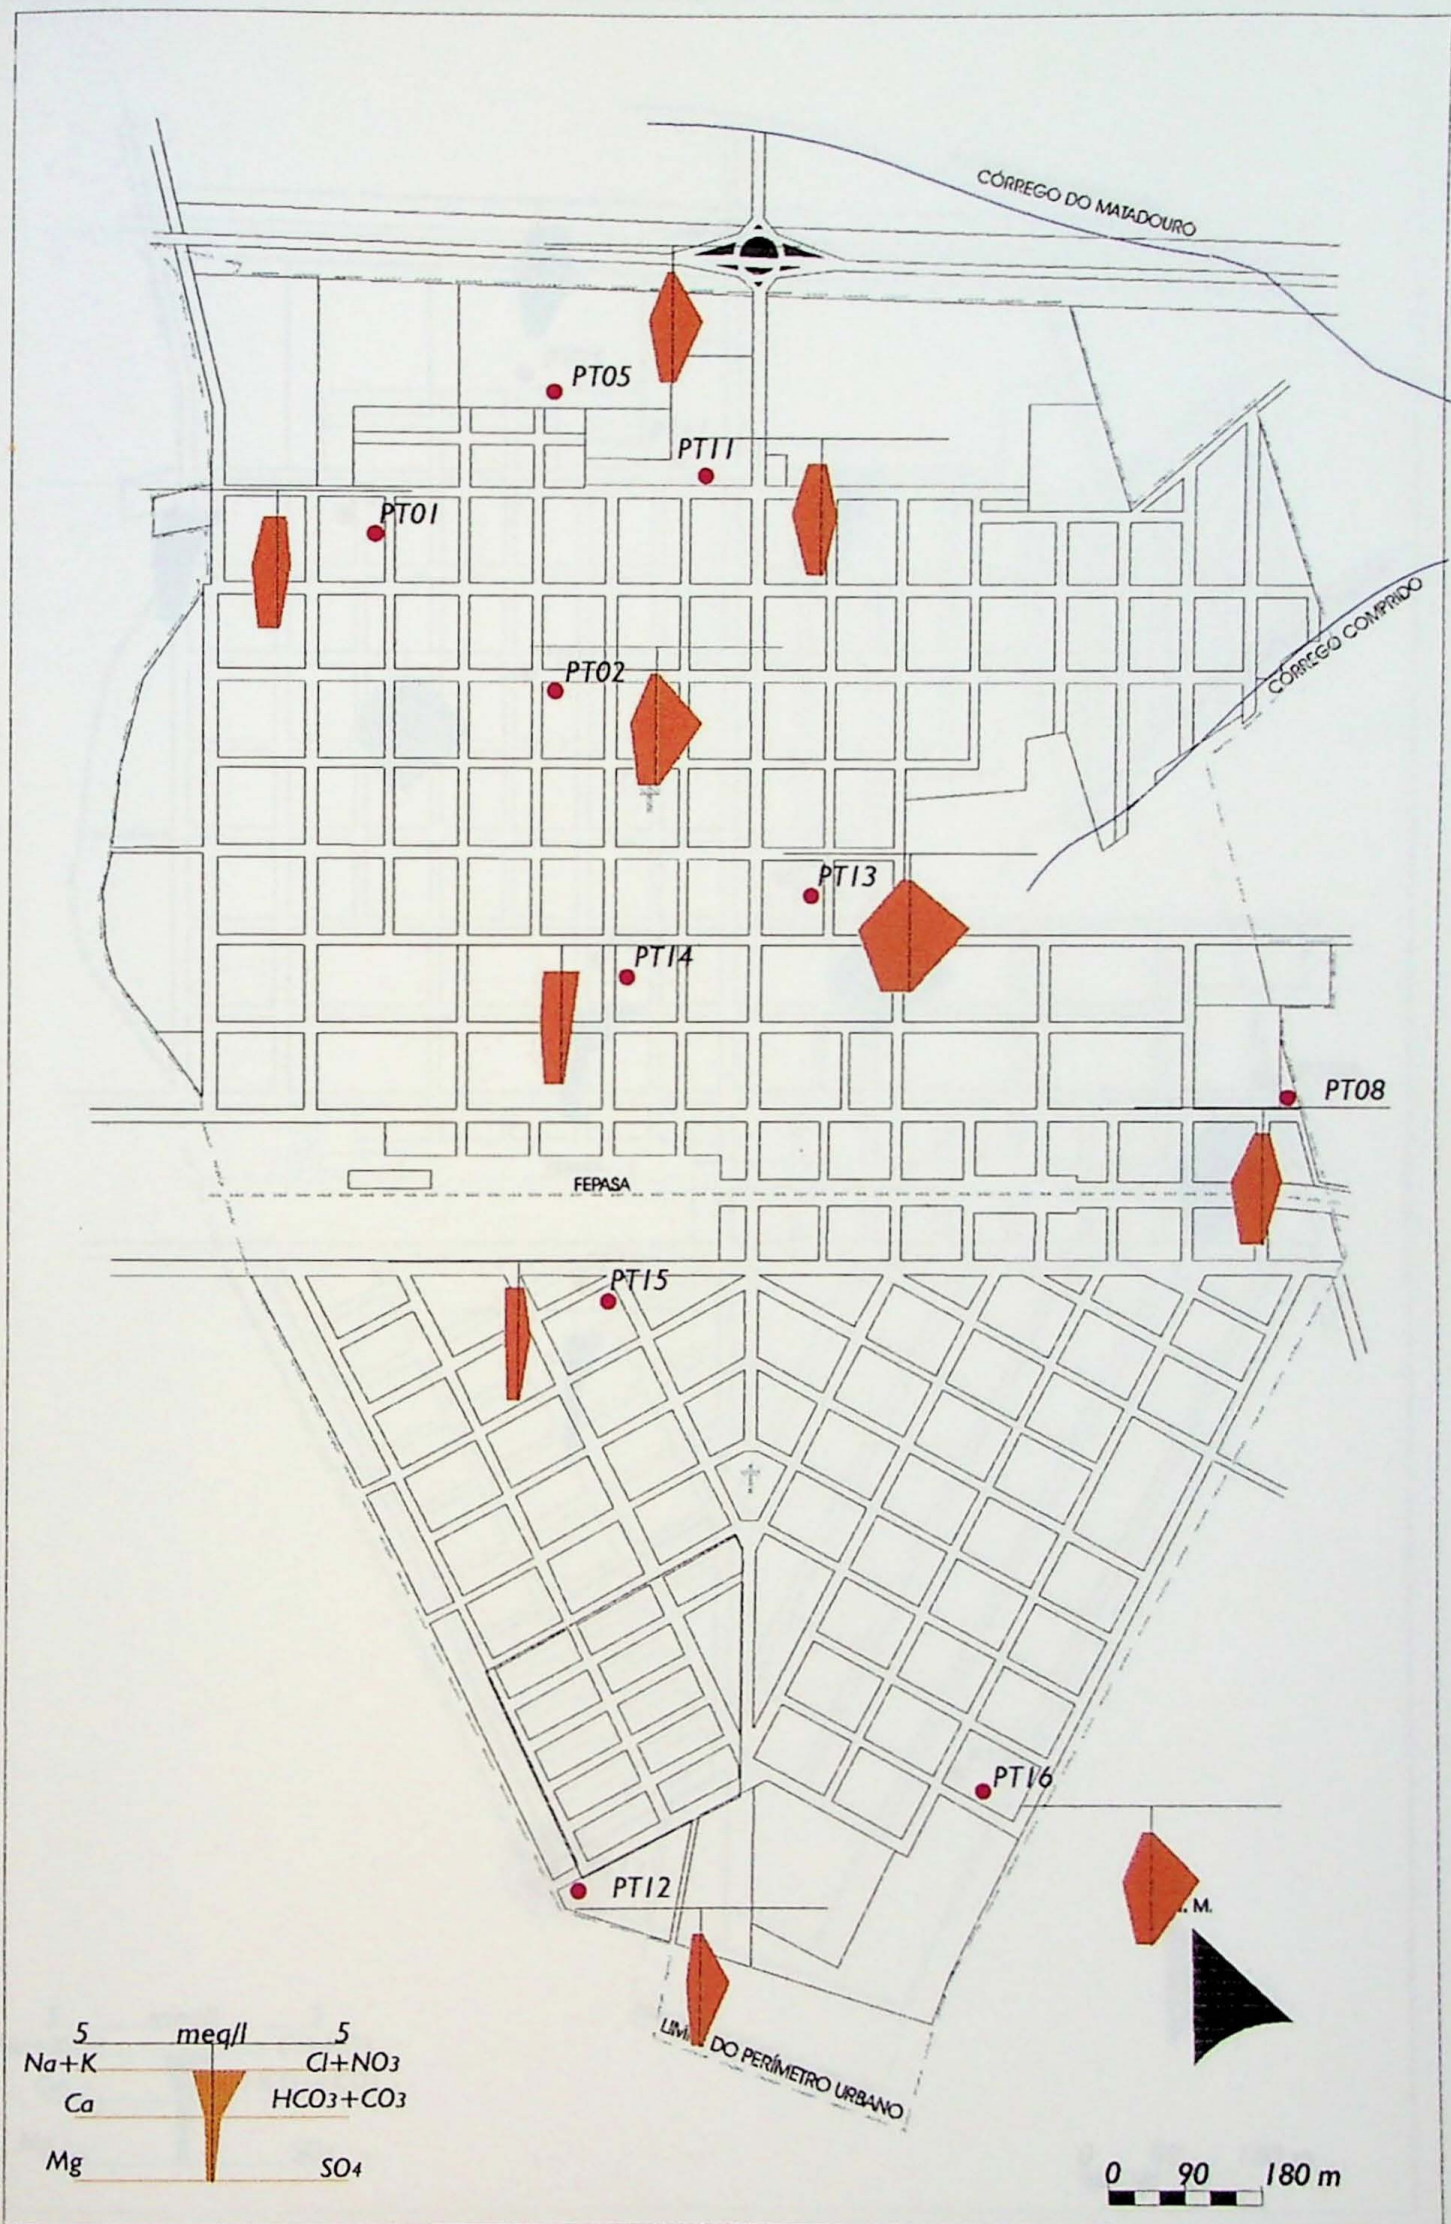 CÓRREGO DO MATADOURO
PT05
PT11
PT01
PT02
CÓRREGO COMPRIDO
PT13
PT14
PT08
FEPASA
PT15
PT16
. M.
PT12
DO PERÍMETRO URBANO
5 meq/l 5
Na+K Cl+NO3
Ca HCO3+CO3
Mg SO4
0 90 180 m